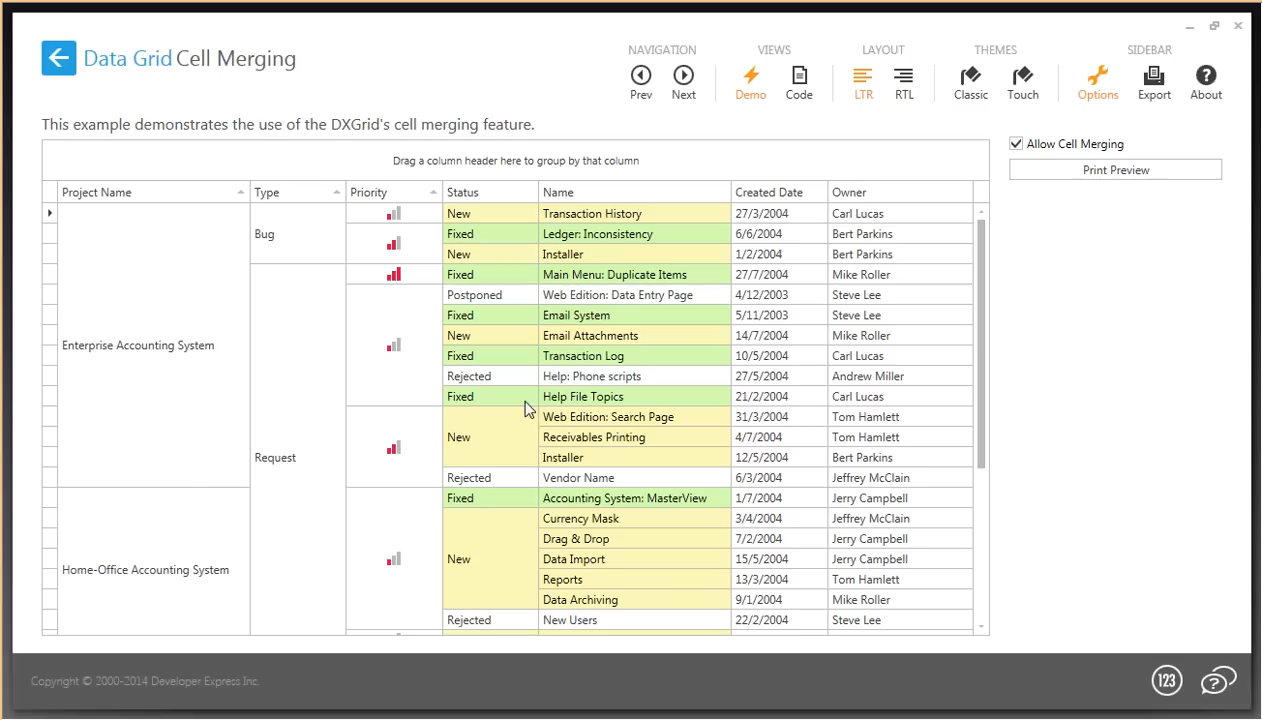 Data Grid Cell Merging
NAVIGATION VIEWS LAYOUT THEMES SIDEBAR
Prev Next Demo Code LTR RTL Classic Touch Options Export About
This example demonstrates the use of the DXGrid's cell merging feature.
Allow Cell Merging
Drag a column header here to group by that column
Print Preview
Project Name Type Priority Status Name Created Date Owner
New Transaction History 27/3/2004 Carl Lucas
Bug Fixed Ledger: Inconsistency 6/6/2004 Bert Parkins
New Installer 1/2/2004 Bert Parkins
Fixed Main Menu: Duplicate Items 27/7/2004 Mike Roller
Postponed Web Edition: Data Entry Page 4/12/2003 Steve Lee
Fixed Email System 5/11/2003 Steve Lee
New Email Attachments 14/7/2004 Mike Roller
Enterprise Accounting System
Fixed Transaction Log 10/5/2004 Carl Lucas
Rejected Help: Phone scripts 27/5/2004 Andrew Miller
Fixed Help File Topics 21/2/2004 Carl Lucas
Web Edition: Search Page 31/3/2004 Tom Hamlett
New Receivables Printing 4/7/2004 Tom Hamlett
Request Installer 12/5/2004 Bert Parkins
Rejected Vendor Name 6/3/2004 Jeffrey McClain
Fixed Accounting System: MasterView 1/7/2004 Jerry Campbell
Currency Mask 3/4/2004 Jeffrey McClain
Drag & Drop 7/2/2004 Jerry Campbell
New Data Import 15/5/2004 Jerry Campbell
Home-Office Accounting System
Reports 13/3/2004 Tom Hamlett
Data Archiving 9/1/2004 Mike Roller
Rejected New Users 22/2/2004 Steve Lee
Copyright © 2000-2014 Developer Express Inc.
123
?